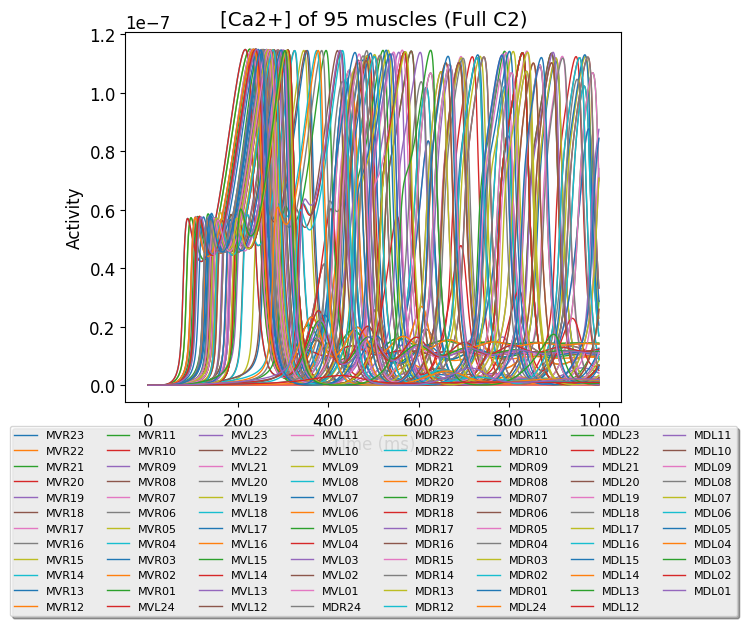 [Ca2+] of 95 muscles (Full C2)
1e−7
1.2
1.0
0.8
0.6
0.4
0.2
0.0
Activity
0 200 400 600 800 1000
Time (ms)
MVR23 MVR11 MVL23 MVL11 MDR23 MDR11 MDL23 MDL11
MVR22 MVR10 MVL22 MVL10 MDR22 MDR10 MDL22 MDL10
MVR21 MVR09 MVL21 MVL09 MDR21 MDR09 MDL21 MDL09
MVR20 MVR08 MVL20 MVL08 MDR20 MDR08 MDL20 MDL08
MVR19 MVR07 MVL19 MVL07 MDR19 MDR07 MDL19 MDL07
MVR18 MVR06 MVL18 MVL06 MDR18 MDR06 MDL18 MDL06
MVR17 MVR05 MVL17 MVL05 MDR17 MDR05 MDL17 MDL05
MVR16 MVR04 MVL16 MVL04 MDR16 MDR04 MDL16 MDL04
MVR15 MVR03 MVL15 MVL03 MDR15 MDR03 MDL15 MDL03
MVR14 MVR02 MVL14 MVL02 MDR14 MDR02 MDL14 MDL02
MVR13 MVR01 MVL13 MVL01 MDR13 MDR01 MDL13 MDL01
MVR12 MVL24 MVL12 MDR24 MDR12 MDL24 MDL12